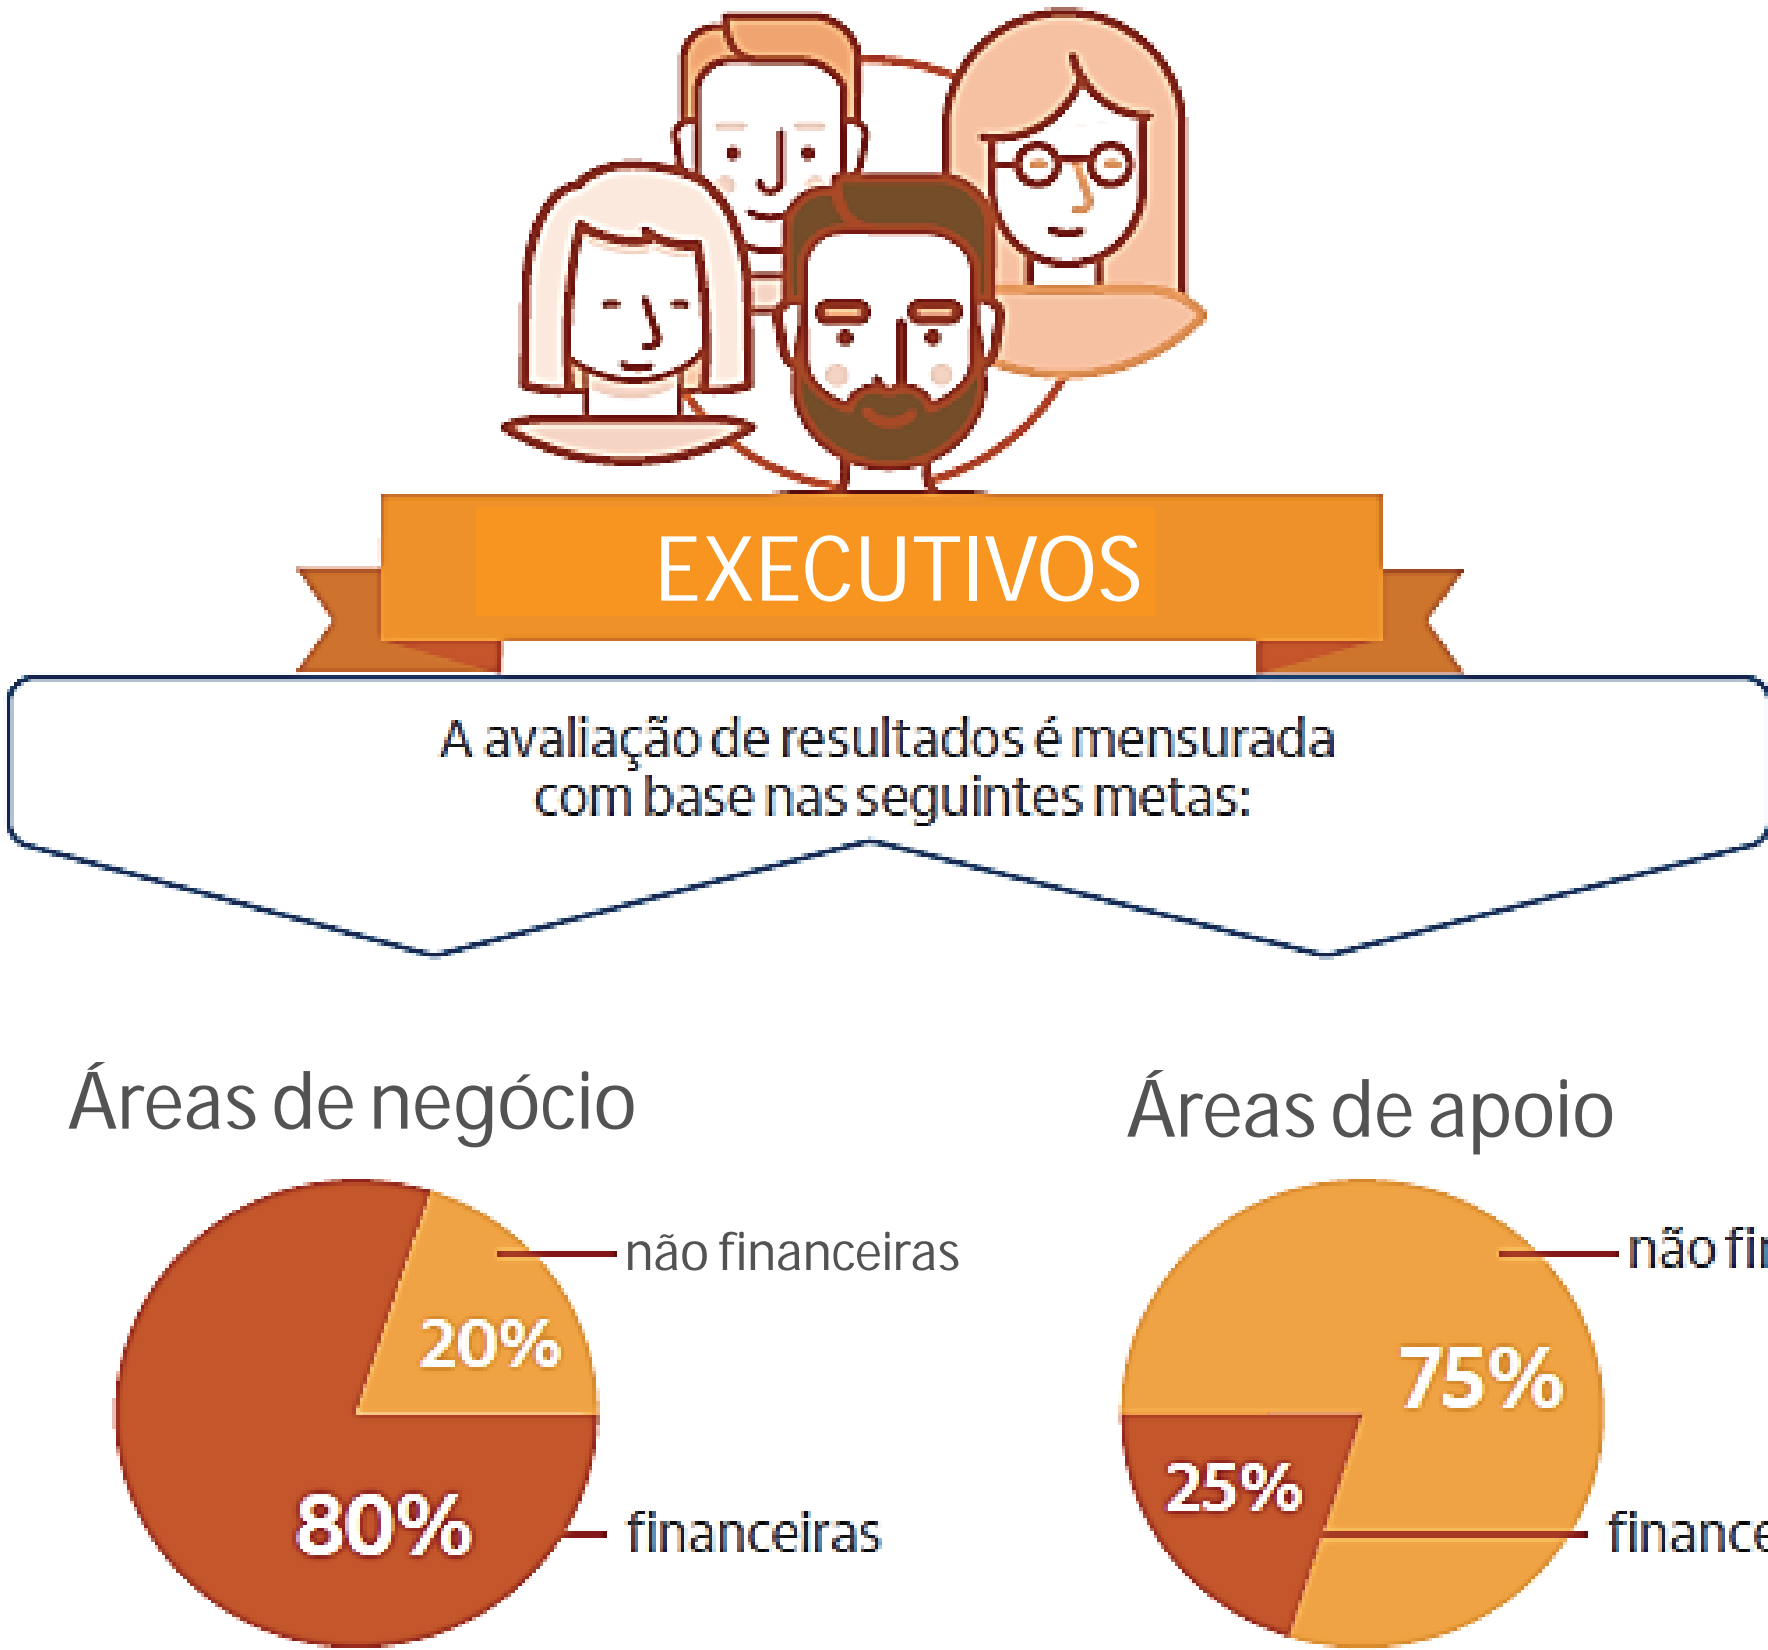 EXECUTIVOS
A avaliação de resultados é mensurada
com base nas seguintes metas:
Áreas de negócio
não financeiras
20%
80%
financeiras
Áreas de apoio
não
75%
25%